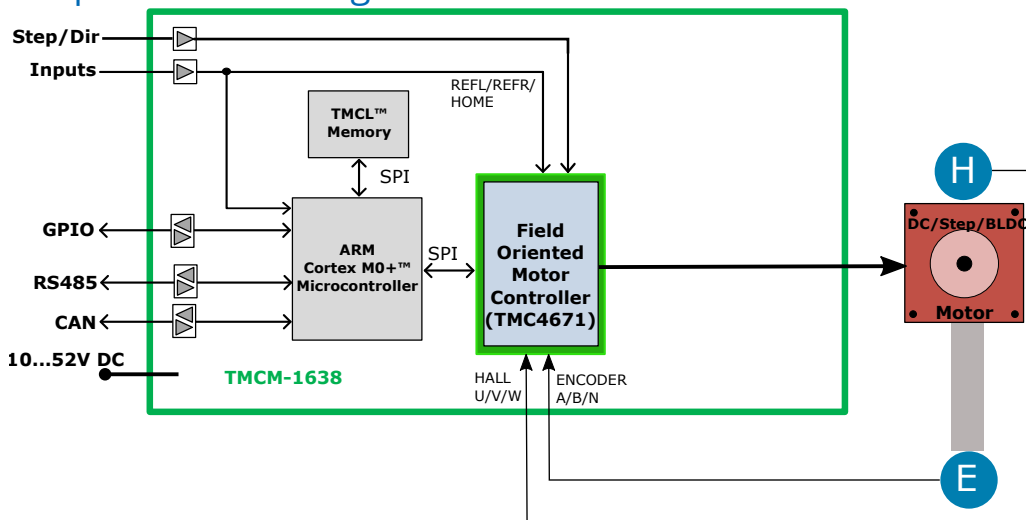 Step/Dir
Inputs
REFL/REFR/
HOME
TMCL™
Memory
SPI
H
GPIO
ARM
Cortex M0+™
Microcontroller
SPI
Field
Oriented
Motor
Controller
(TMC4671)
DC/Step/BLDC
Motor
RS485
CAN
10...52V DC
TMCM-1638
HALL
U/V/W
ENCODER
A/B/N
E